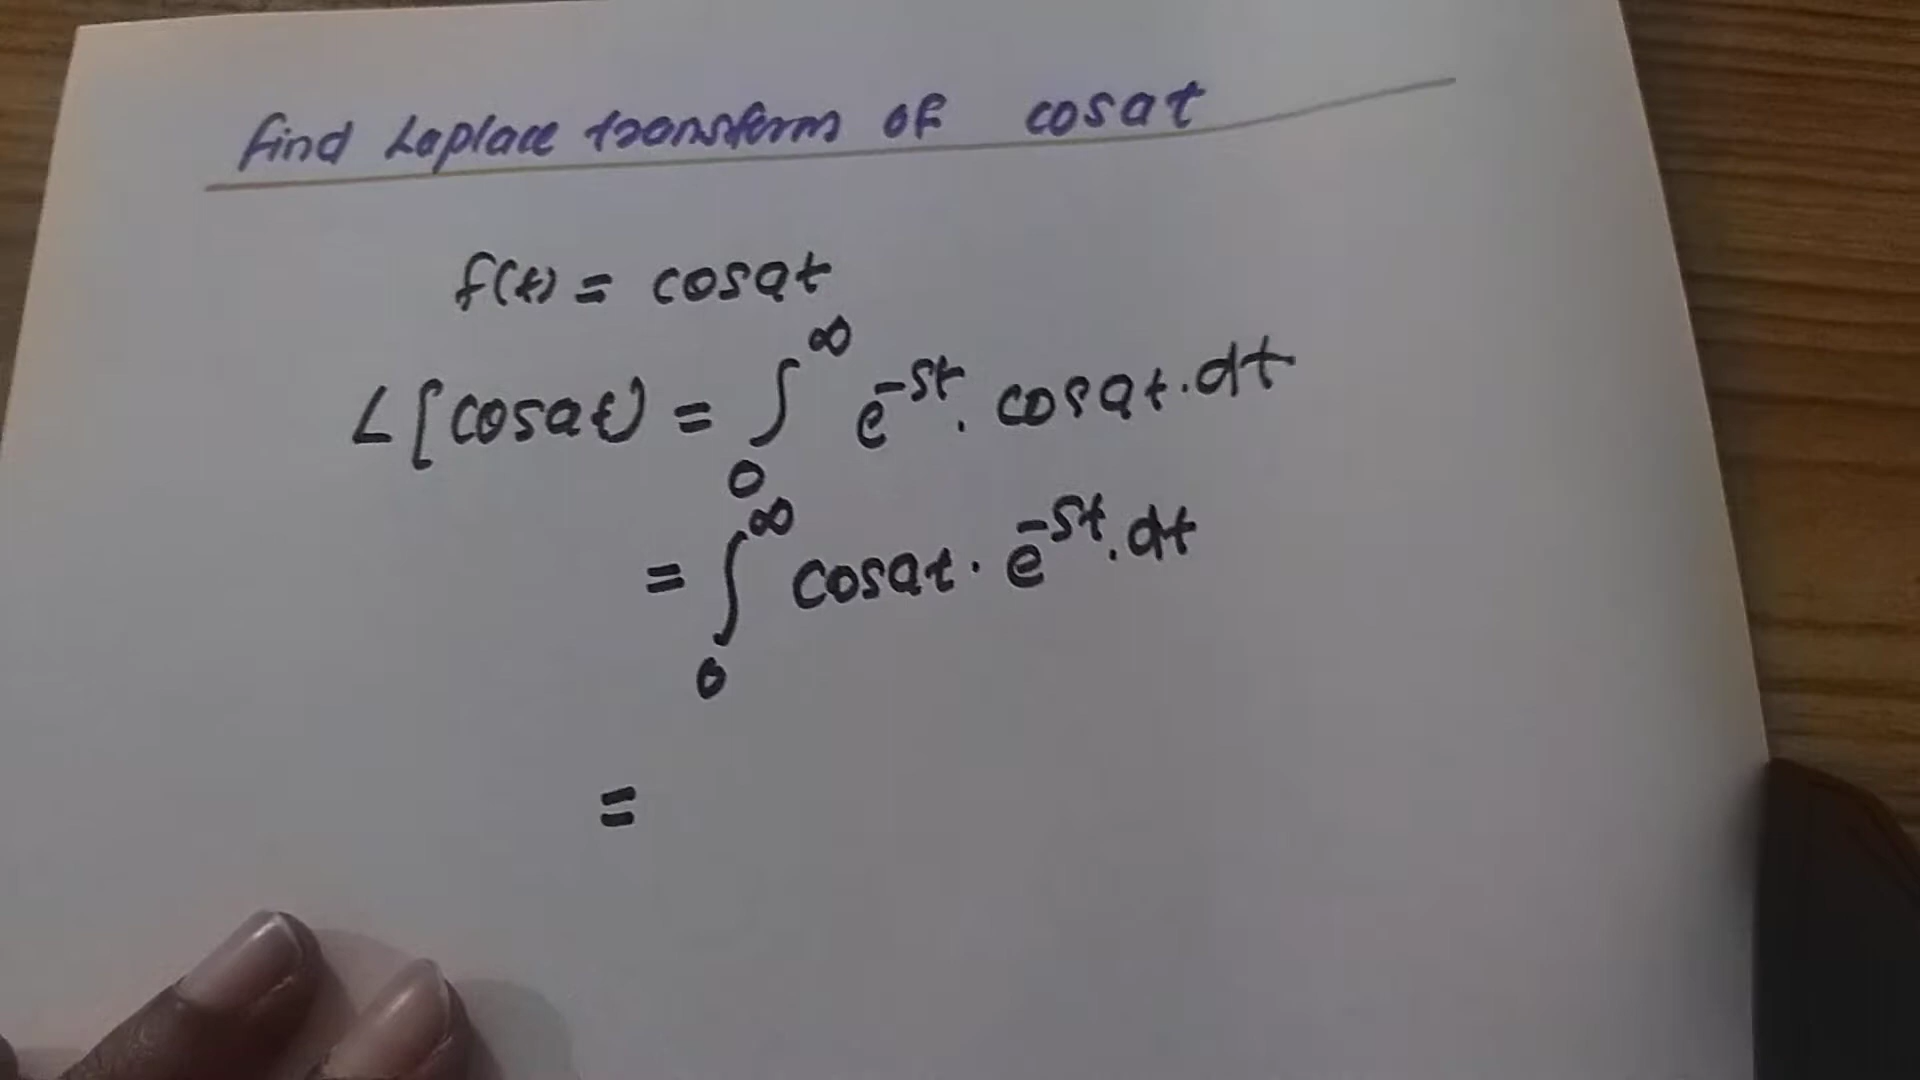 Find Laplace transform of cosat
f(t) = cosat
L[cosat) = ∫₀^∞ e^-st . cosat . dt
= ∫₀^∞ cosat . e^-st . dt
=